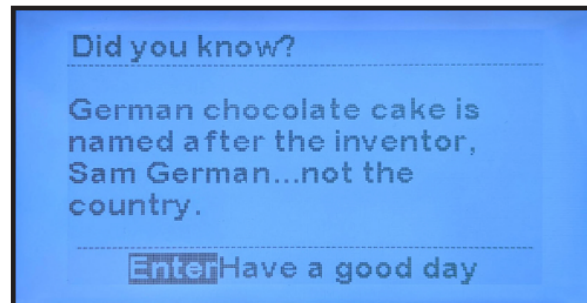 Did you know?
German chocolate cake is
named after the inventor,
Sam German...not the
country.
Enter Have a good day